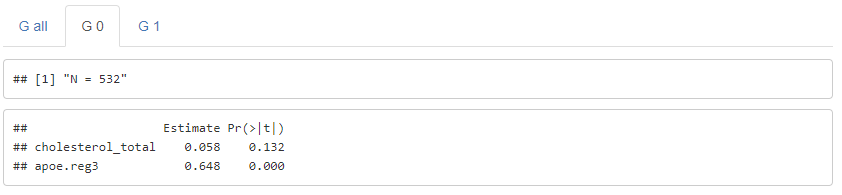 G all G 0 G 1
## [1] "N = 532"
##                   Estimate Pr(>|t|)
## cholesterol_total    0.058    0.132
## apoe.reg3            0.648    0.000